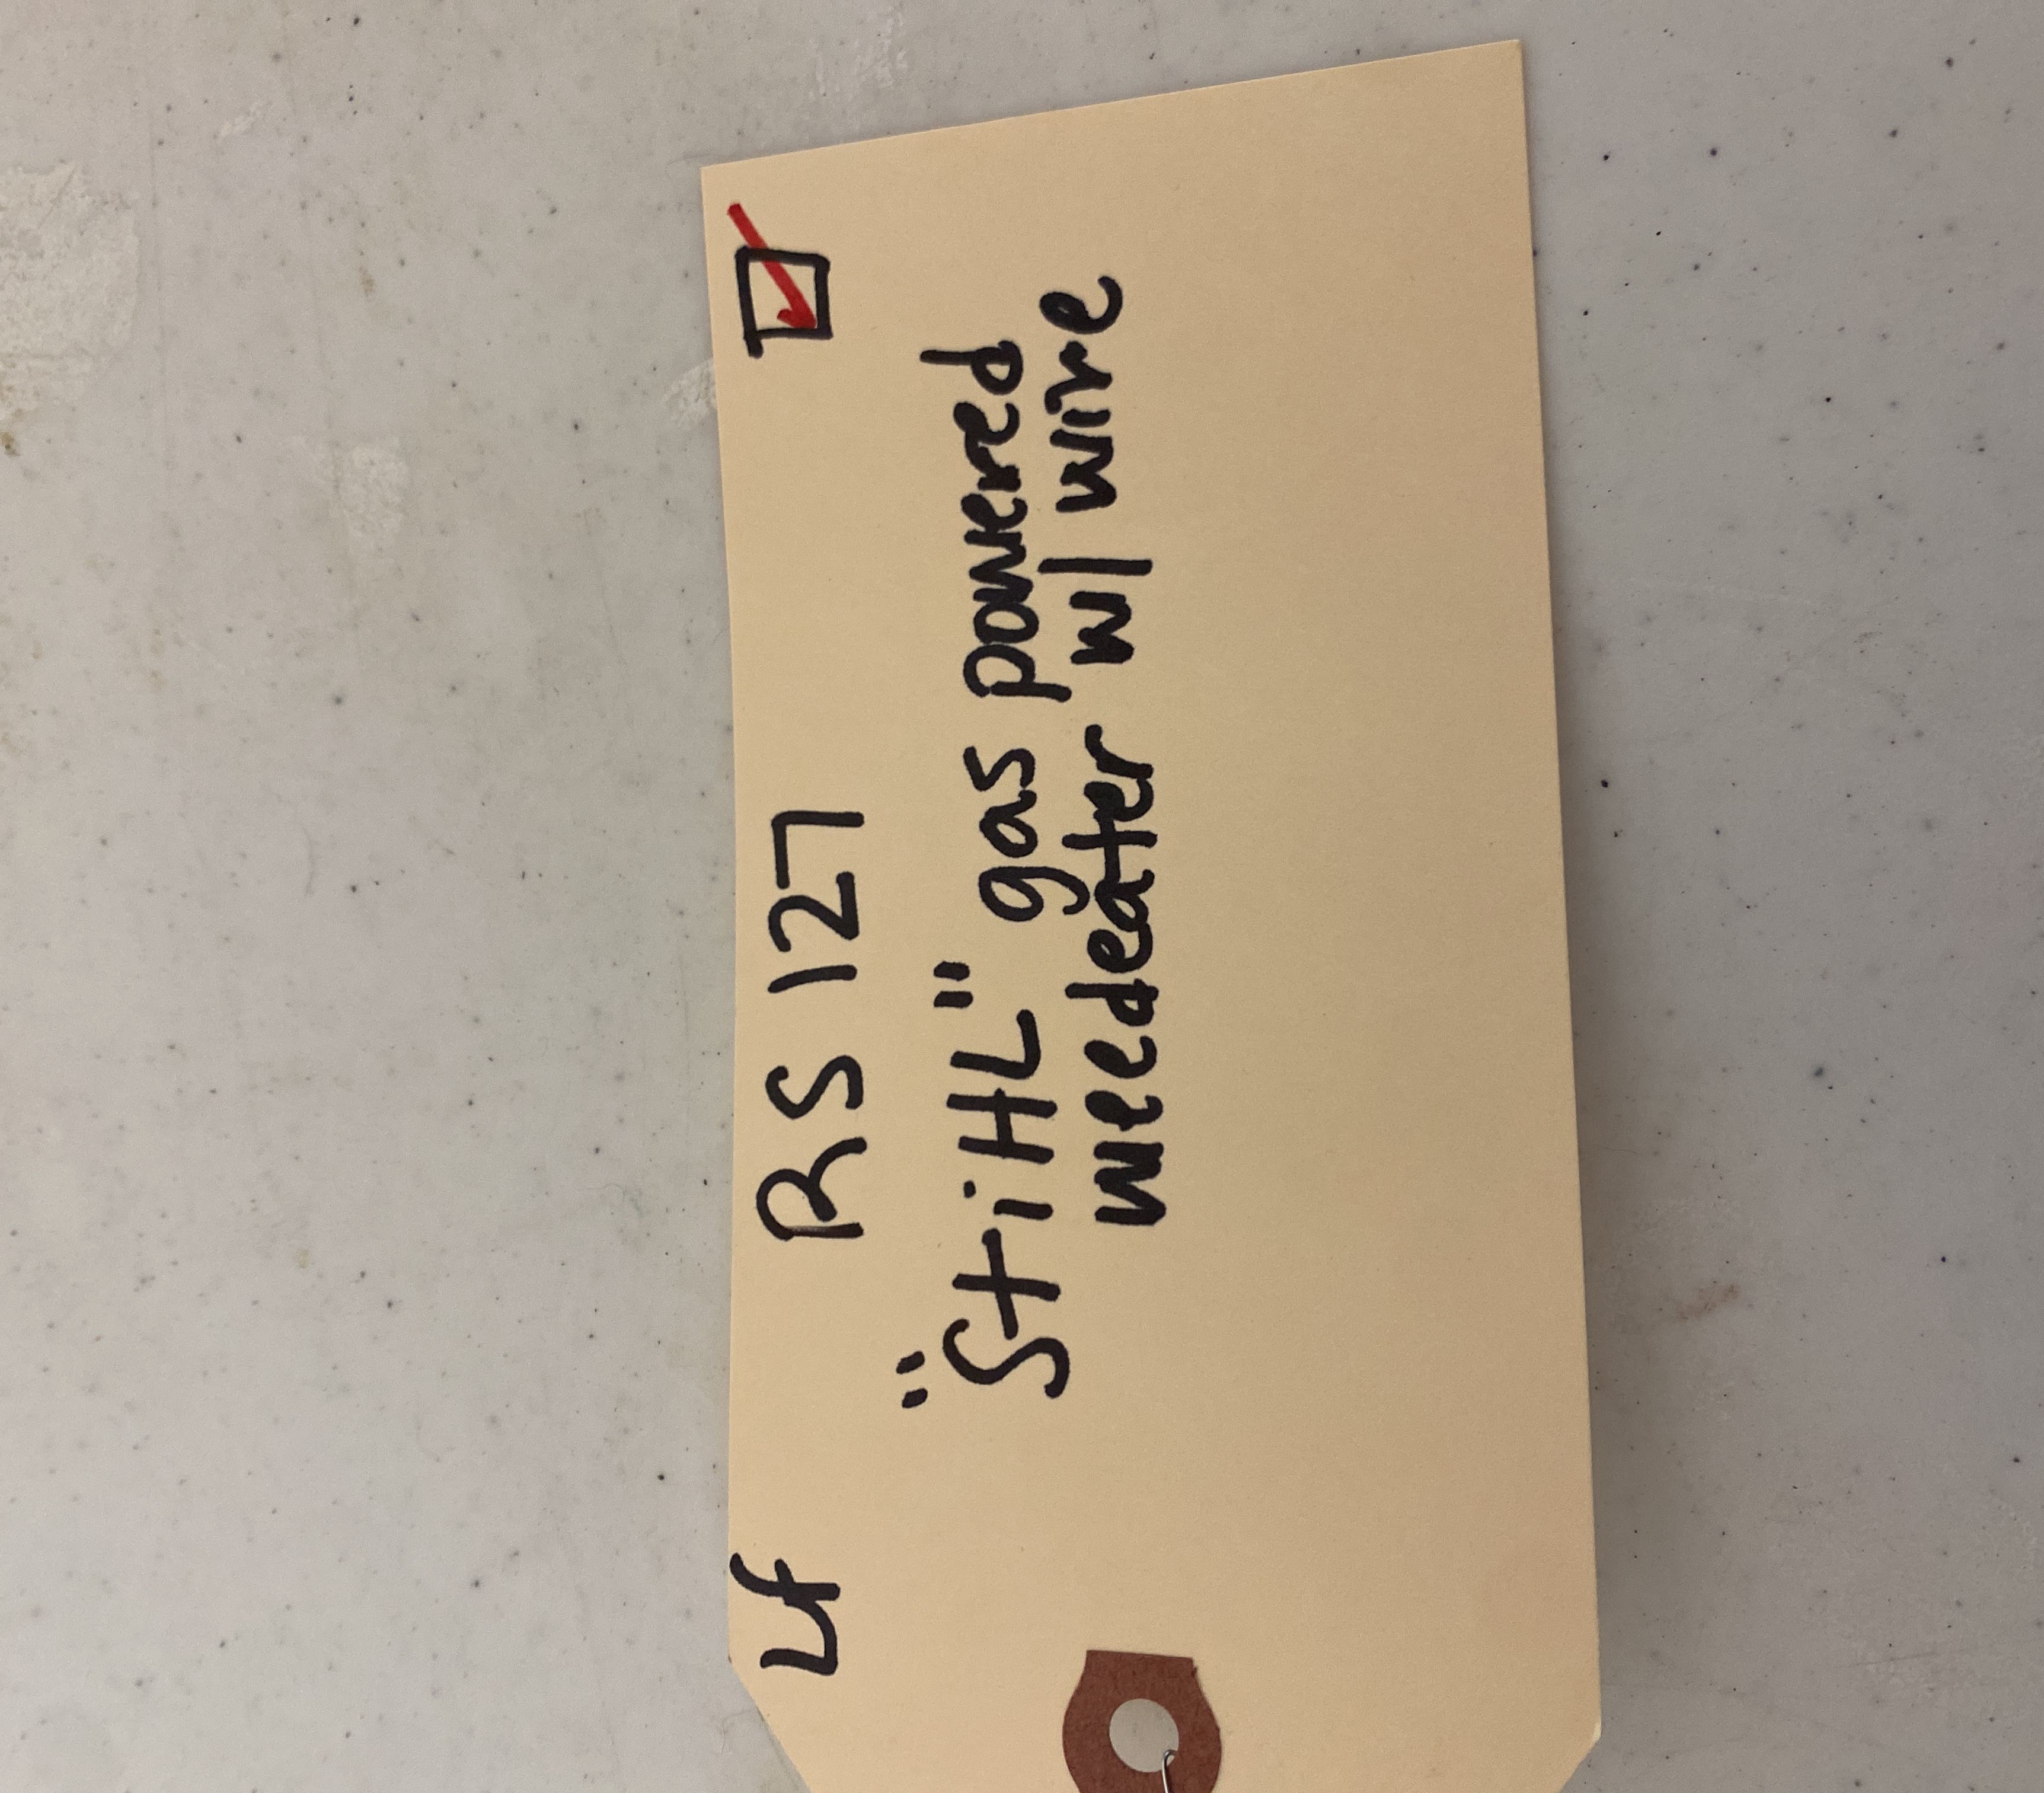 Lf RS 127
"StiHL" gas powered
weedeater w/ wire